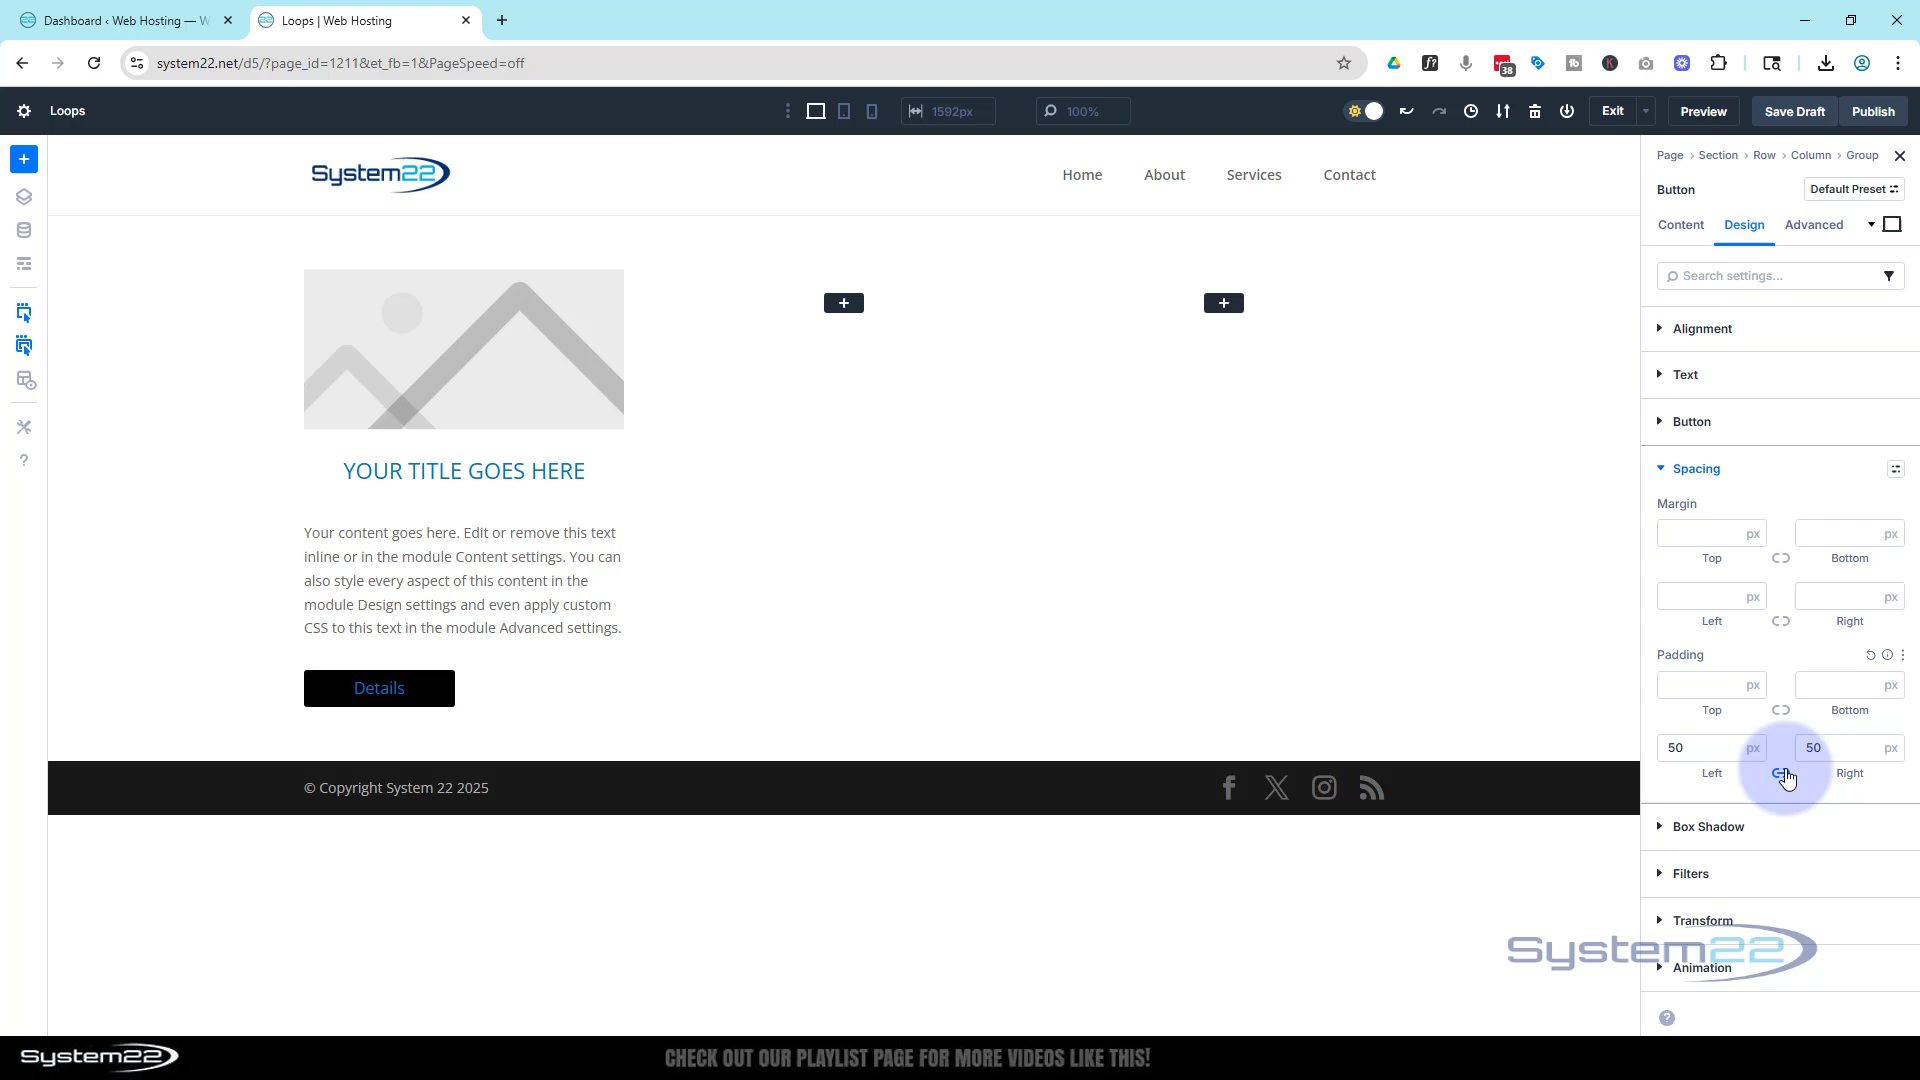 Dashboard ‹ Web Hosting — W
Loops | Web Hosting
system22.net/d5/?page_id=1211&et_fb=1&PageSpeed=off
38
Loops
1592px
100%
Exit
Preview
Save Draft
Publish
System22
Home
About
Services
Contact
Page › Section › Row › Column › Group
Button
Default Preset
Content
Design
Advanced
Search settings...
Alignment
Text
Button
Spacing
Margin
px
px
Top
Bottom
px
px
Left
Right
Padding
px
px
Top
Bottom
50 px
50 px
Left
Right
Box Shadow
Filters
Transform
Animation
YOUR TITLE GOES HERE
Your content goes here. Edit or remove this text
inline or in the module Content settings. You can
also style every aspect of this content in the
module Design settings and even apply custom
CSS to this text in the module Advanced settings.
Details
© Copyright System 22 2025
System22
System22
CHECK OUT OUR PLAYLIST PAGE FOR MORE VIDEOS LIKE THIS!